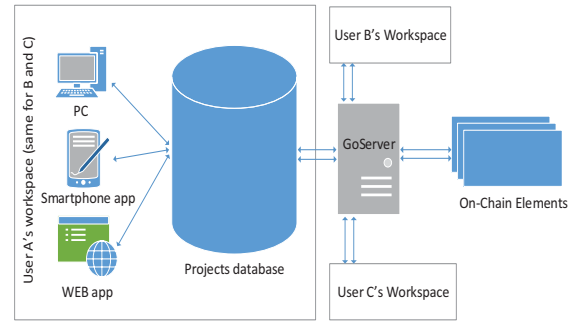 User A's workspace (same for B and C)
PC
Smartphone app
WEB app
Projects database
User B's Workspace
GoServer
User C's Workspace
On-Chain Elements